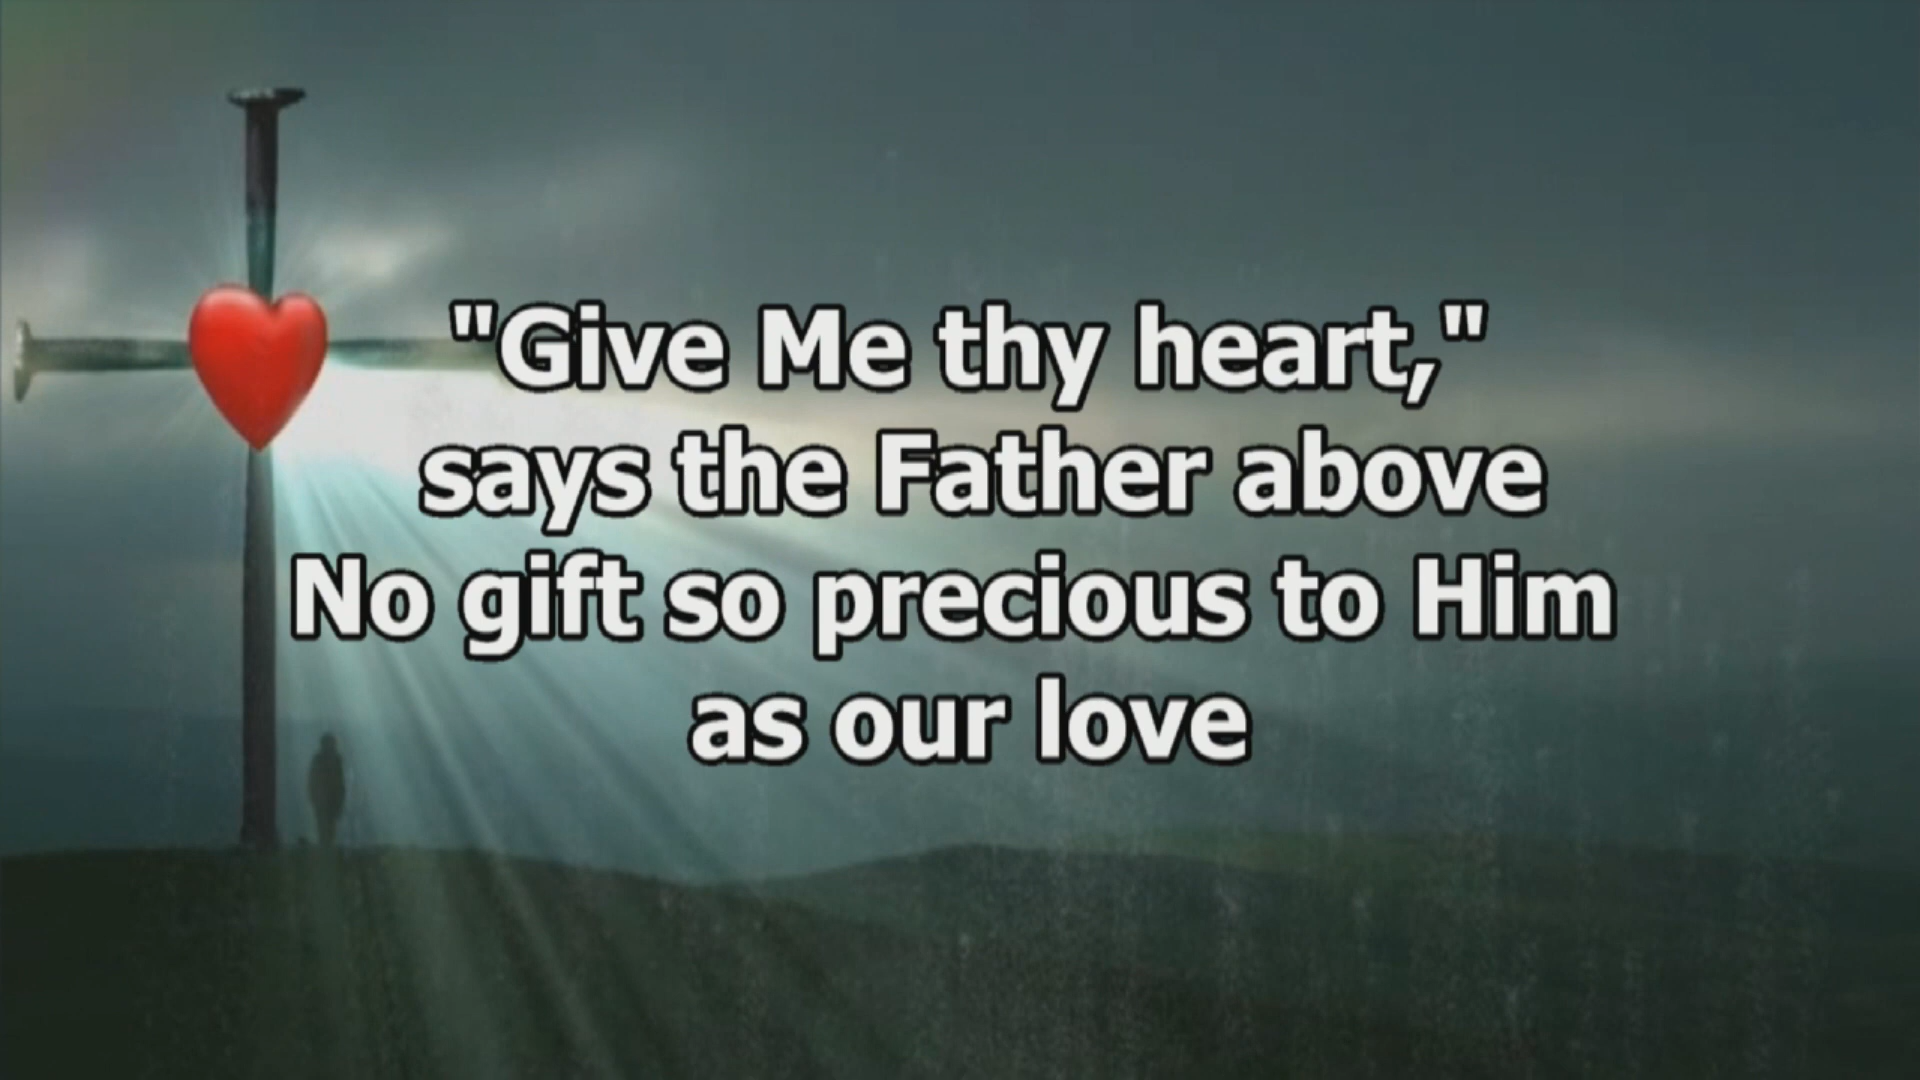 "Give Me thy heart,"
says the Father above
No gift so precious to Him
as our love